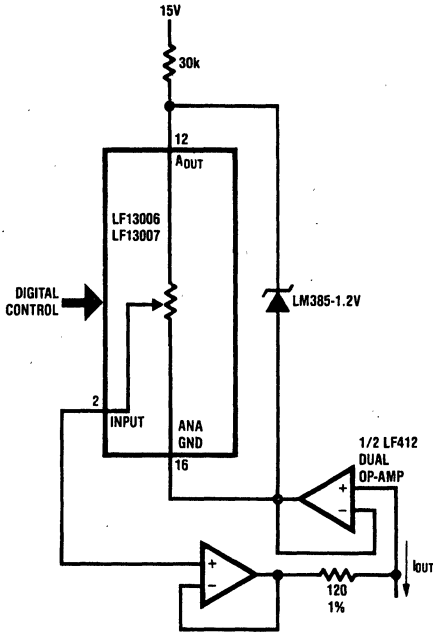 15V
30k
12
AOUT
LF13006
LF13007
DIGITAL
CONTROL
LM385-1.2V
2
INPUT
ANA
GND
16
1/2 LF412
DUAL
OP-AMP
+
−
+
−
IOUT
120
1%